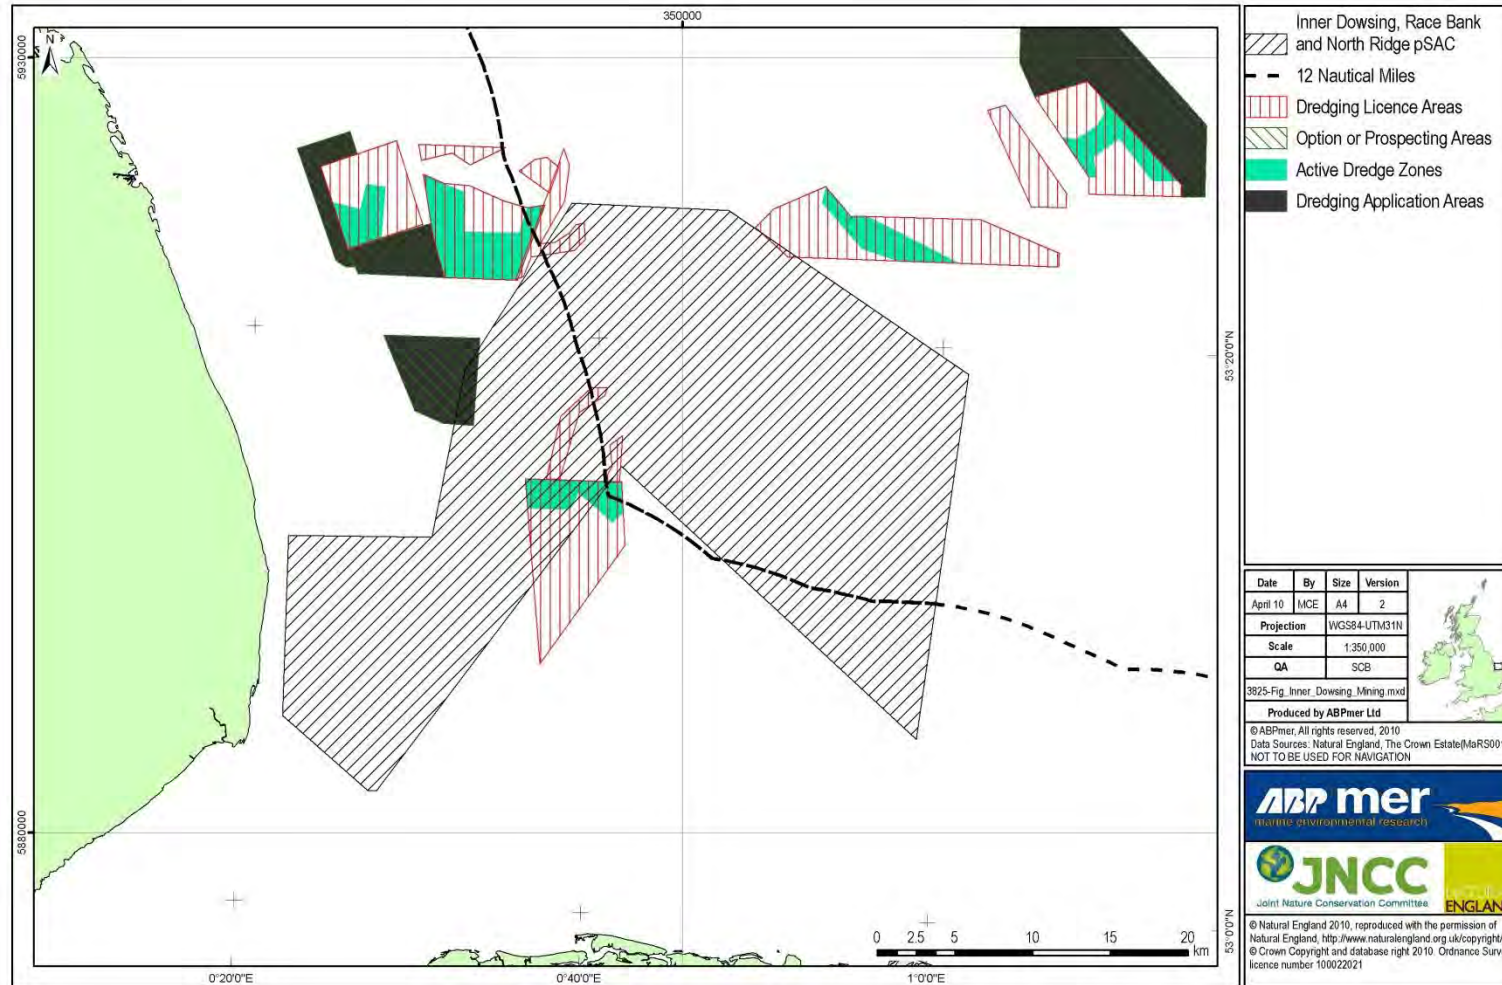 350000
5930000
N
53°20'0"N
5880000
53°0'0"N
0 2.5 5 10 15 20
km
0°20'0"E
0°40'0"E
1°0'0"E
Inner Dowsing, Race Bank
and North Ridge pSAC
12 Nautical Miles
Dredging Licence Areas
Option or Prospecting Areas
Active Dredge Zones
Dredging Application Areas
Date By Size Version
April 10 MCE A4 2
Projection WGS84-UTM31N
Scale 1:350,000
QA SCB
3825-Fig_Inner_Dowsing_Mining.mxd
Produced by ABPmer Ltd
© ABPmer, All rights reserved, 2010
Data Sources: Natural England, The Crown Estate(MaRS001
NOT TO BE USED FOR NAVIGATION
ABP mer
marine environmental research
JNCC
Joint Nature Conservation Committee
ENGLAN
© Natural England 2010, reproduced with the permission of
Natural England, http://www.naturalengland.org.uk/copyright/
© Crown Copyright and database right 2010. Ordnance Surv
licence number 100022021